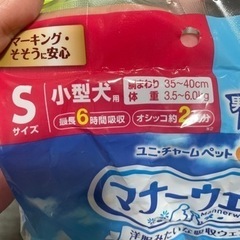 マーキング・
そそうに安心
S
サイズ
小型犬用
胴まわり 35~40cm
体重 3.5~6.0kg
最長6時間吸収
オシッコ約2回分
ユニ・チャームペット
マナーウェ